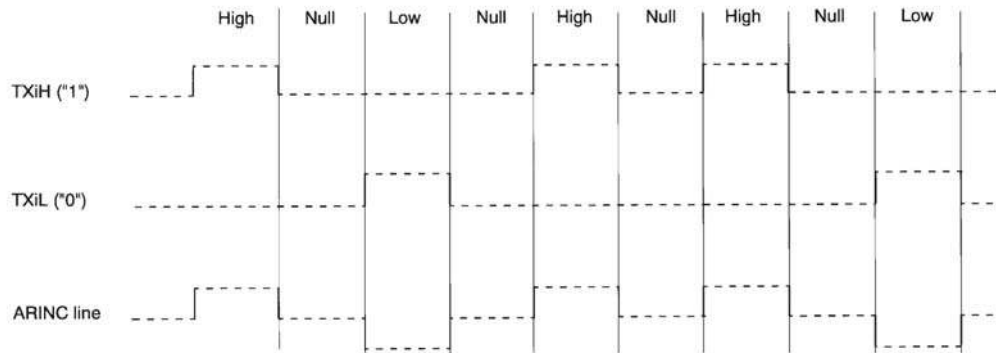 High Null Low Null High Null High Null Low
TXiH ("1")
TXiL ("0")
ARINC line